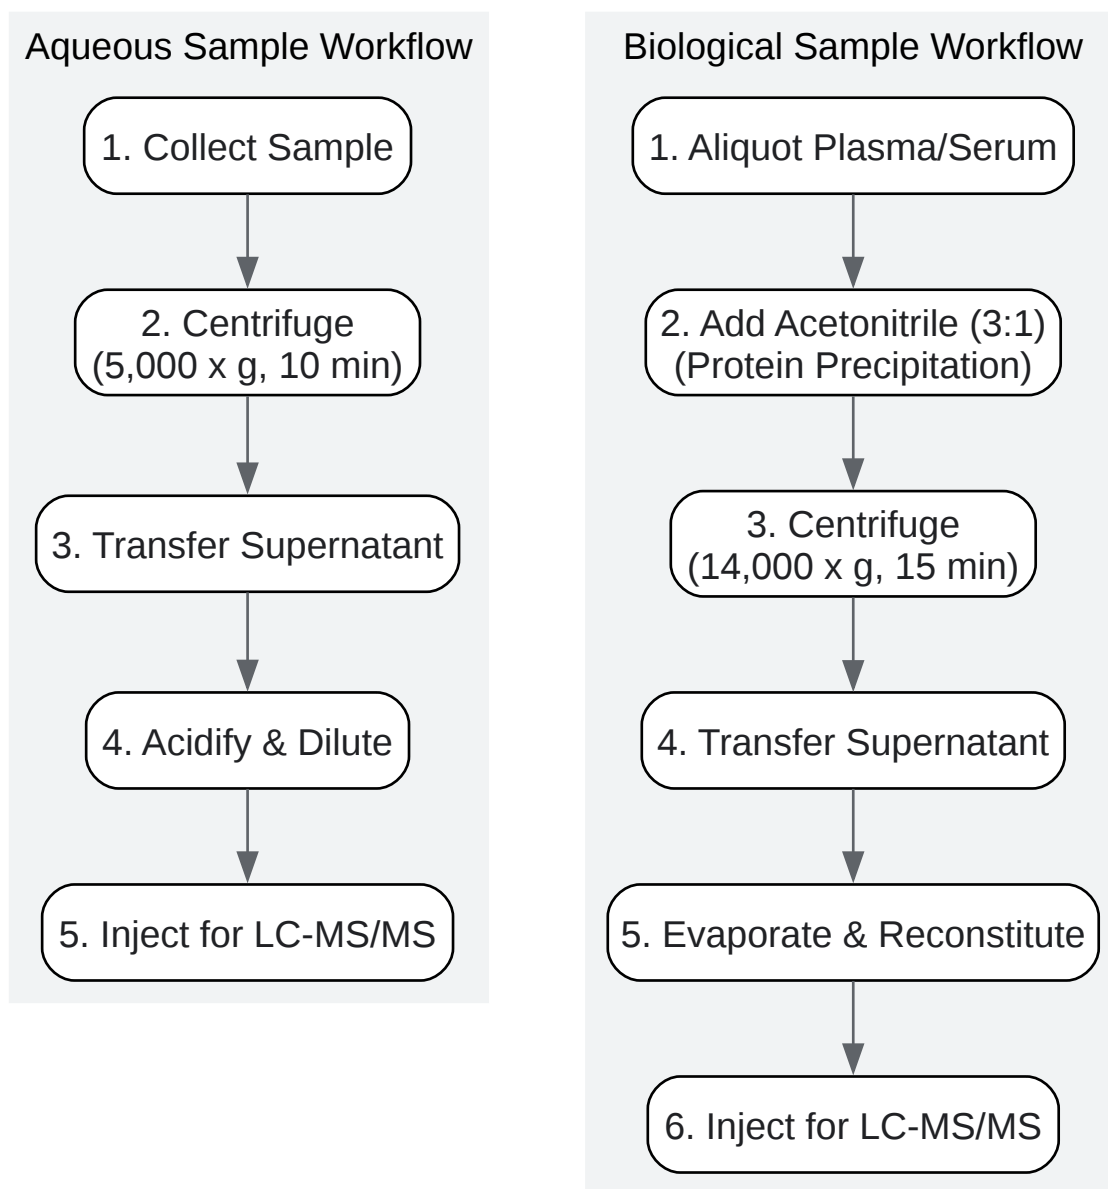 Aqueous Sample Workflow
1. Collect Sample
2. Centrifuge
(5,000 x g, 10 min)
3. Transfer Supernatant
4. Acidify & Dilute
5. Inject for LC-MS/MS
Biological Sample Workflow
1. Aliquot Plasma/Serum
2. Add Acetonitrile (3:1)
(Protein Precipitation)
3. Centrifuge
(14,000 x g, 15 min)
4. Transfer Supernatant
5. Evaporate & Reconstitute
6. Inject for LC-MS/MS